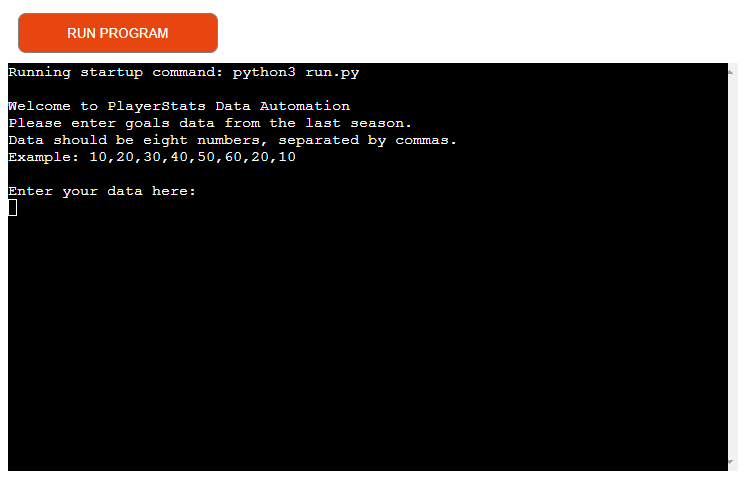 RUN PROGRAM
Running startup command: python3 run.py
Welcome to PlayerStats Data Automation
Please enter goals data from the last season.
Data should be eight numbers, separated by commas.
Example: 10,20,30,40,50,60,20,10
Enter your data here: